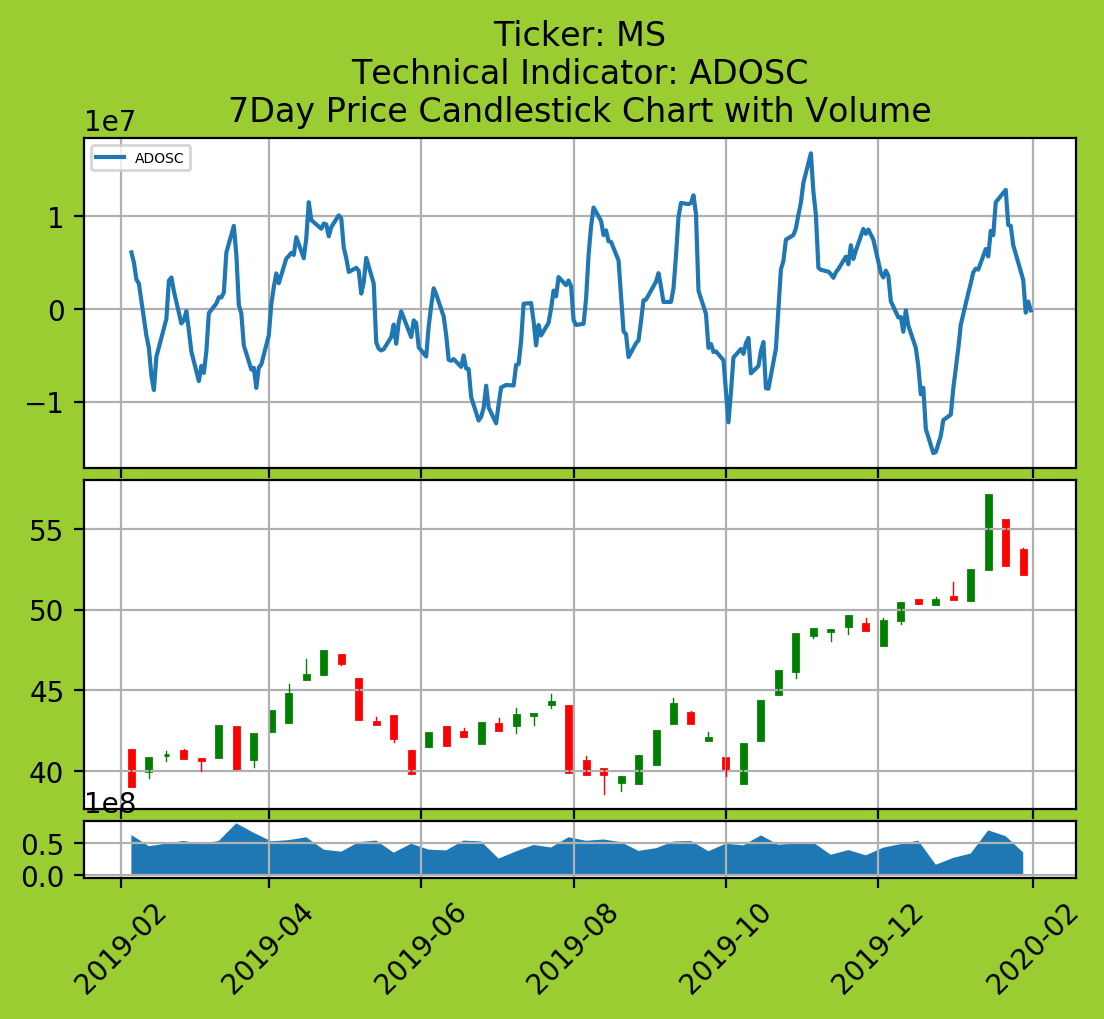 Ticker: MS
Technical Indicator: ADOSC
7Day Price Candlestick Chart with Volume
1e7
ADOSC
1
0
−1
55
50
45
40
1e8
0.5
0.0
2019-02
2019-04
2019-06
2019-08
2019-10
2019-12
2020-02